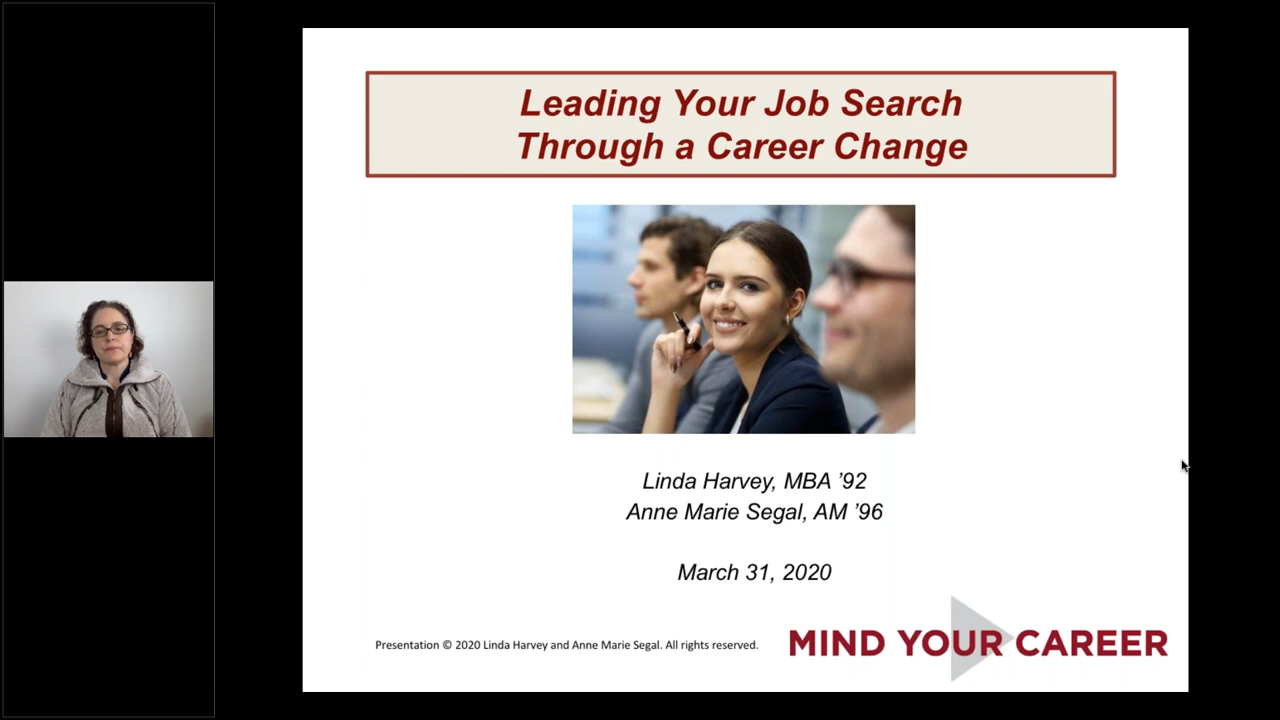 Leading Your Job Search
Through a Career Change
Linda Harvey, MBA ’92
Anne Marie Segal, AM ’96
March 31, 2020
Presentation © 2020 Linda Harvey and Anne Marie Segal. All rights reserved.
MIND YOUR CAREER